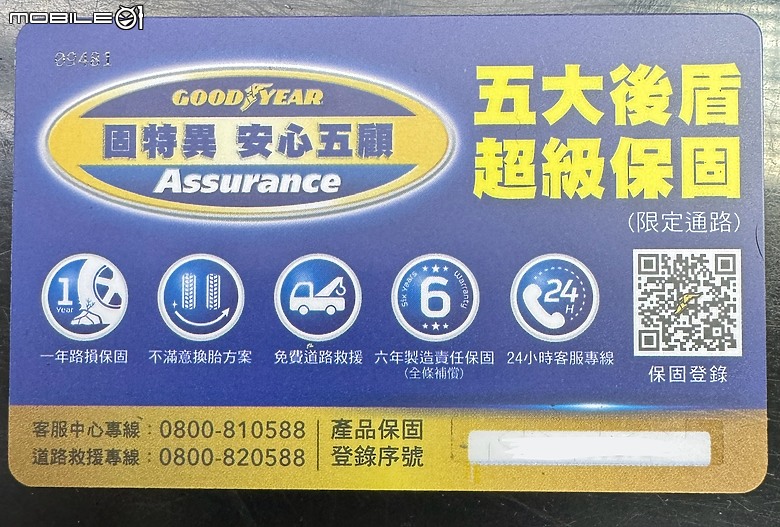 mobile01
09481
GOODYEAR
固特異 安心五顧
Assurance
五大後盾
超級保固
(限定通路)
1
Year
Six Years
6
Warranty
24
H
一年路損保固
不滿意換胎方案
免費道路救援
六年製造責任保固
(全條補償)
24小時客服專線
保固登錄
客服中心專線：0800-810588
道路救援專線：0800-820588
產品保固
登錄序號